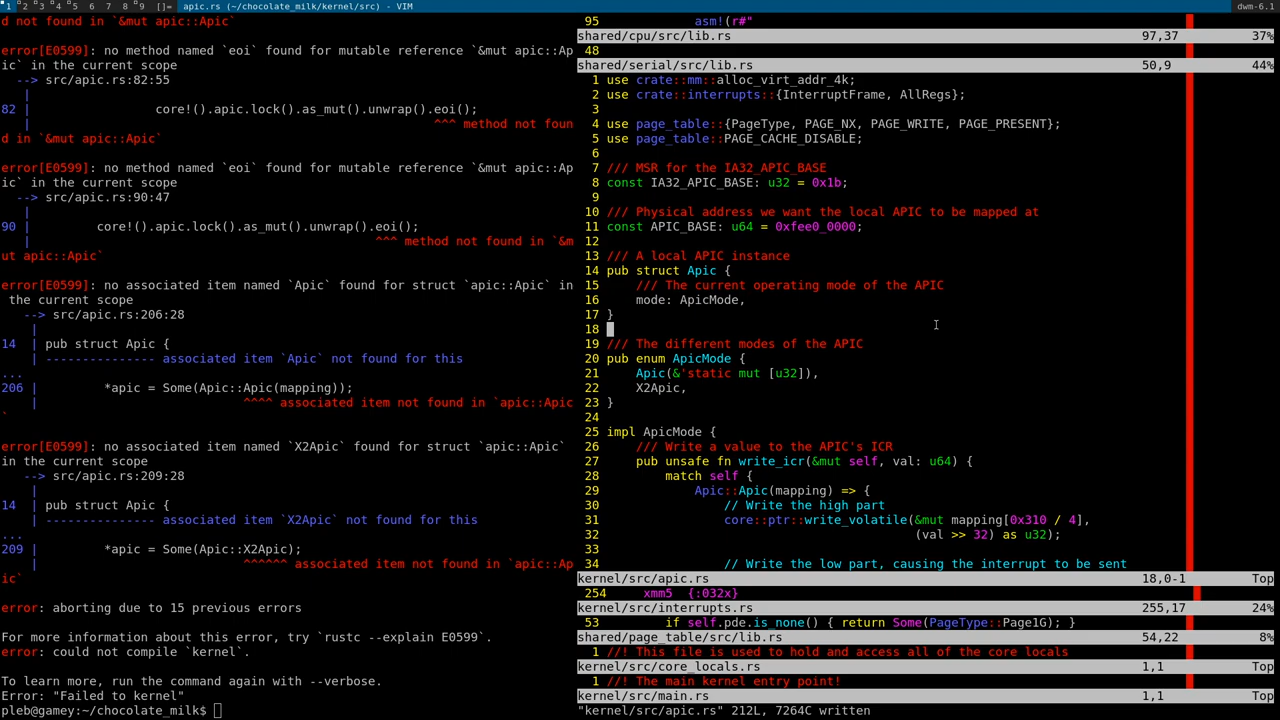 1 2 3 4 5 6 7 8 9 []= apic.rs (~/chocolate_milk/kernel/src) - VIM dwm-6.1
d not found in `&mut apic::Apic`
error[E0599]: no method named `eoi` found for mutable reference `&mut apic::Ap
ic` in the current scope
--> src/apic.rs:82:55
|
82 | core!().apic.lock().as_mut().unwrap().eoi();
| ^^^ method not foun
d in `&mut apic::Apic`
error[E0599]: no method named `eoi` found for mutable reference `&mut apic::Ap
ic` in the current scope
--> src/apic.rs:90:47
|
90 | core!().apic.lock().as_mut().unwrap().eoi();
| ^^^ method not found in `&m
ut apic::Apic`
error[E0599]: no associated item named `Apic` found for struct `apic::Apic` in
the current scope
--> src/apic.rs:206:28
|
14 | pub struct Apic {
| --------------- associated item `Apic` not found for this
...
206 | *apic = Some(Apic::Apic(mapping));
| ^^^^ associated item not found in `apic::Apic
`
error[E0599]: no associated item named `X2Apic` found for struct `apic::Apic`
in the current scope
--> src/apic.rs:209:28
|
14 | pub struct Apic {
| --------------- associated item `X2Apic` not found for this
...
209 | *apic = Some(Apic::X2Apic);
| ^^^^^^ associated item not found in `apic::Ap
ic`
error: aborting due to 15 previous errors
For more information about this error, try `rustc --explain E0599`.
error: could not compile `kernel`.
To learn more, run the command again with --verbose.
Error: "Failed to kernel"
pleb@gamey:~/chocolate_milk$
95 asm!(r#"
shared/cpu/src/lib.rs 97,37 37%
48
shared/serial/src/lib.rs 50,9 44%
1 use crate::mm::alloc_virt_addr_4k;
2 use crate::interrupts::{InterruptFrame, AllRegs};
3
4 use page_table::{PageType, PAGE_NX, PAGE_WRITE, PAGE_PRESENT};
5 use page_table::PAGE_CACHE_DISABLE;
6
7 /// MSR for the IA32_APIC_BASE
8 const IA32_APIC_BASE: u32 = 0x1b;
9
10 /// Physical address we want the local APIC to be mapped at
11 const APIC_BASE: u64 = 0xfee0_0000;
12
13 /// A local APIC instance
14 pub struct Apic {
15 /// The current operating mode of the APIC
16 mode: ApicMode,
17 }
18
19 /// The different modes of the APIC
20 pub enum ApicMode {
21 Apic(&'static mut [u32]),
22 X2Apic,
23 }
24
25 impl ApicMode {
26 /// Write a value to the APIC's ICR
27 pub unsafe fn write_icr(&mut self, val: u64) {
28 match self {
29 Apic::Apic(mapping) => {
30 // Write the high part
31 core::ptr::write_volatile(&mut mapping[0x310 / 4],
32 (val >> 32) as u32);
33
34 // Write the low part, causing the interrupt to be sent
kernel/src/apic.rs 18,0-1 Top
254 xmm5 {:032x}
kernel/src/interrupts.rs 255,17 24%
53 if self.pde.is_none() { return Some(PageType::Page1G); }
shared/page_table/src/lib.rs 54,22 8%
1 //! This file is used to hold and access all of the core locals
kernel/src/core_locals.rs 1,1 Top
1 //! The main kernel entry point!
kernel/src/main.rs 1,1 Top
"kernel/src/apic.rs" 212L, 7264C written